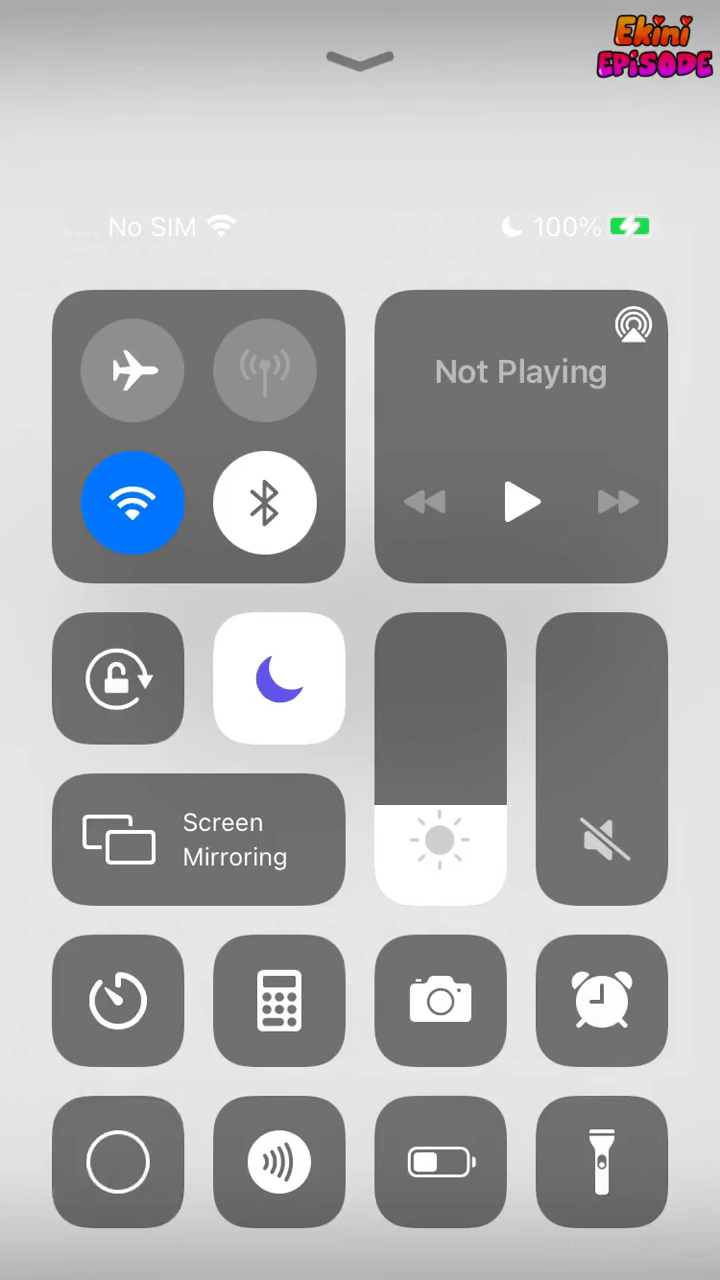 Ekini
EPISODE
No SIM
100%
Not Playing
Screen
Mirroring